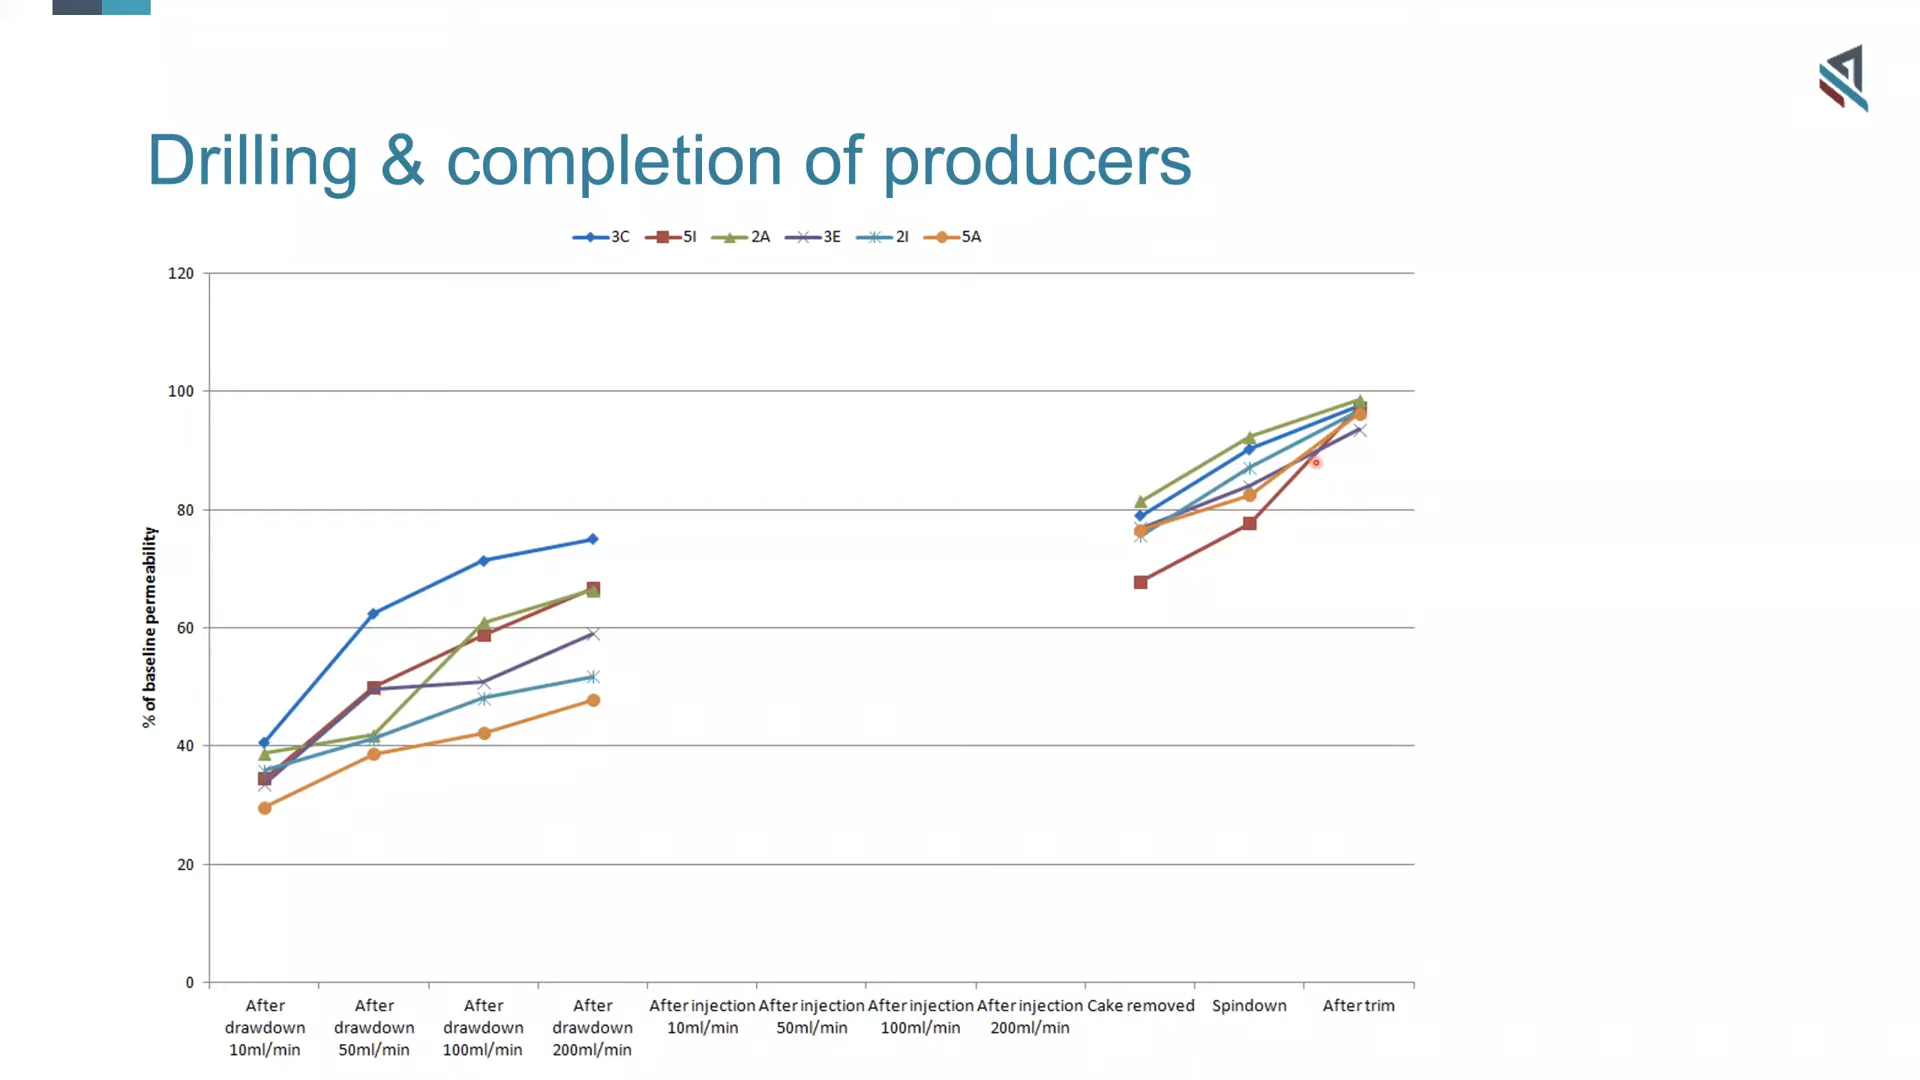 Drilling & completion of producers
3C 5I 2A 3E 2I 5A
120
100
80
60
40
20
0
% of baseline permeability
After drawdown 10ml/min
After drawdown 50ml/min
After drawdown 100ml/min
After drawdown 200ml/min
After injection 10ml/min
After injection 50ml/min
After injection 100ml/min
After injection 200ml/min
Cake removed
Spindown
After trim